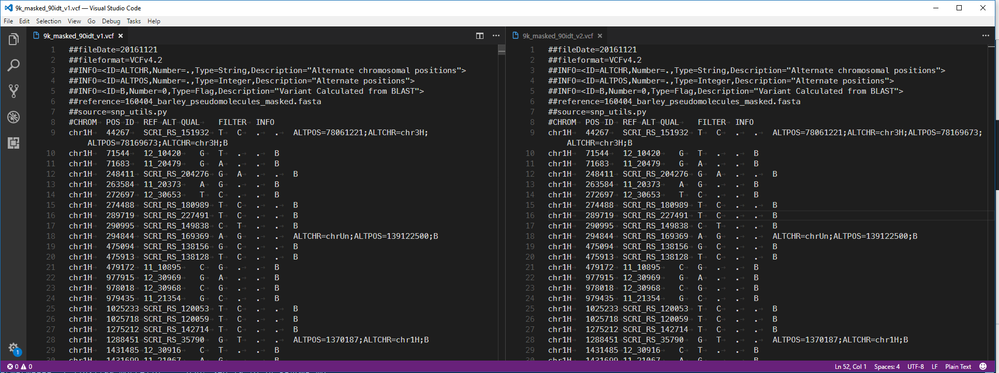 9k_masked_90idt_v1.vcf — Visual Studio Code
File Edit Selection View Go Debug Tasks Help
9k_masked_90idt_v1.vcf
1 ##fileDate=20161121
2 ##fileformat=VCFv4.2
3 ##INFO=<ID=ALTCHR,Number=.,Type=String,Description="Alternate chromosomal positions">
4 ##INFO=<ID=ALTPOS,Number=.,Type=Integer,Description="Alternate positions">
5 ##INFO=<ID=B,Number=0,Type=Flag,Description="Variant Calculated from BLAST">
6 ##reference=160404_barley_pseudomolecules_masked.fasta
7 ##source=snp_utils.py
8 #CHROM POS ID REF ALT QUAL FILTER INFO
9 chr1H 44267 SCRI_RS_151932 T C . . ALTPOS=78061221;ALTCHR=chr3H;
ALTPOS=78169673;ALTCHR=chr3H;B
10 chr1H 71544 12_10420 G T . . B
11 chr1H 71683 11_20479 G A . . B
12 chr1H 248411 SCRI_RS_204276 G A . . B
13 chr1H 263584 11_20373 A G . . B
14 chr1H 272697 12_30653 T C . . B
15 chr1H 274488 SCRI_RS_180989 T C . . B
16 chr1H 289719 SCRI_RS_227491 T C . . B
17 chr1H 290995 SCRI_RS_149838 C T . . B
18 chr1H 294844 SCRI_RS_169369 A G . . ALTCHR=chrUn;ALTPOS=139122500;B
19 chr1H 475094 SCRI_RS_138156 G C . . B
20 chr1H 475913 SCRI_RS_138128 T C . . B
21 chr1H 479172 11_10895 C G . . B
22 chr1H 977915 12_30969 G A . . B
23 chr1H 978018 12_30968 C G . . B
24 chr1H 979435 11_21354 G C . . B
25 chr1H 1025233 SCRI_RS_120053 T C . . B
26 chr1H 1025718 SCRI_RS_120059 T C . . B
27 chr1H 1275212 SCRI_RS_142714 T C . . B
28 chr1H 1288451 SCRI_RS_35790 G T . . ALTPOS=1370187;ALTCHR=chr1H;B
29 chr1H 1431485 12_30916 C T . . B
30 chr1H 1431699 11_21067 A G . . B
9k_masked_90idt_v2.vcf
1 ##fileDate=20161121
2 ##fileformat=VCFv4.2
3 ##INFO=<ID=ALTCHR,Number=.,Type=String,Description="Alternate chromosomal positions">
4 ##INFO=<ID=ALTPOS,Number=.,Type=Integer,Description="Alternate positions">
5 ##INFO=<ID=B,Number=0,Type=Flag,Description="Variant Calculated from BLAST">
6 ##reference=160404_barley_pseudomolecules_masked.fasta
7 ##source=snp_utils.py
8 #CHROM POS ID REF ALT QUAL FILTER INFO
9 chr1H 44267 SCRI_RS_151932 T C . . ALTPOS=78061221;ALTCHR=chr3H;ALTPOS=78169673;
ALTCHR=chr3H;B
10 chr1H 71544 12_10420 G T . . B
11 chr1H 71683 11_20479 G A . . B
12 chr1H 248411 SCRI_RS_204276 G A . . B
13 chr1H 263584 11_20373 A G . . B
14 chr1H 272697 12_30653 T C . . B
15 chr1H 274488 SCRI_RS_180989 T C . . B
16 chr1H 289719 SCRI_RS_227491 T C . . B
17 chr1H 290995 SCRI_RS_149838 C T . . B
18 chr1H 294844 SCRI_RS_169369 A G . . ALTCHR=chrUn;ALTPOS=139122500;B
19 chr1H 475094 SCRI_RS_138156 G C . . B
20 chr1H 475913 SCRI_RS_138128 T C . . B
21 chr1H 479172 11_10895 C G . . B
22 chr1H 977915 12_30969 G A . . B
23 chr1H 978018 12_30968 C G . . B
24 chr1H 979435 11_21354 G C . . B
25 chr1H 1025233 SCRI_RS_120053 T C . . B
26 chr1H 1025718 SCRI_RS_120059 T C . . B
27 chr1H 1275212 SCRI_RS_142714 T C . . B
28 chr1H 1288451 SCRI_RS_35790 G T . . ALTPOS=1370187;ALTCHR=chr1H;B
29 chr1H 1431485 12_30916 C T . . B
30 chr1H 1431699 11_21067 A G . . B
1
0 0 Ln 52, Col 1 Spaces: 4 UTF-8 LF Plain Text